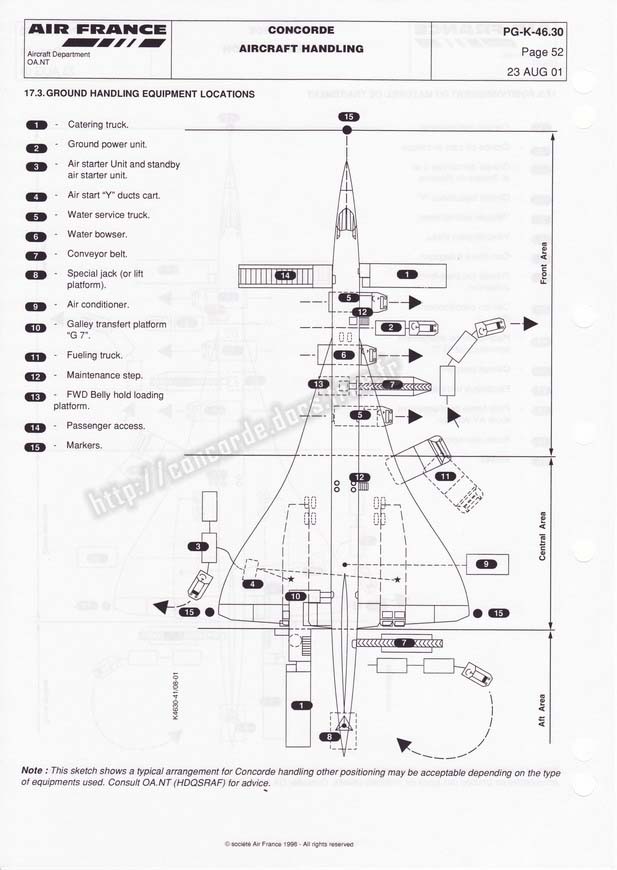 AIR FRANCE
Aircraft Department
OA.NT
CONCORDE
AIRCRAFT HANDLING
PG-K-46.30
Page 52
23 AUG 01
17.3. GROUND HANDLING EQUIPMENT LOCATIONS
1 - Catering truck.
2 - Ground power unit.
3 - Air starter Unit and standby
air starter unit.
4 - Air start "Y" ducts cart.
5 - Water service truck.
6 - Water bowser.
7 - Conveyor belt.
8 - Special jack (or lift
platform).
9 - Air conditioner.
10 - Galley transfert platform
"G 7".
11 - Fueling truck.
12 - Maintenance step.
13 - FWD Belly hold loading
platform.
14 - Passenger access.
15 - Markers.
15
14
1
5
12
2
6
13
7
5
11
12
3
4
9
10
15
15
7
1
8
Front Area
Central Area
Aft Area
K4630-41/08-01
Note : This sketch shows a typical arrangement for Concorde handling other positioning may be acceptable depending on the type
of equipments used. Consult OA.NT (HDQSRAF) for advice.
© société Air France 1998 - All rights reserved